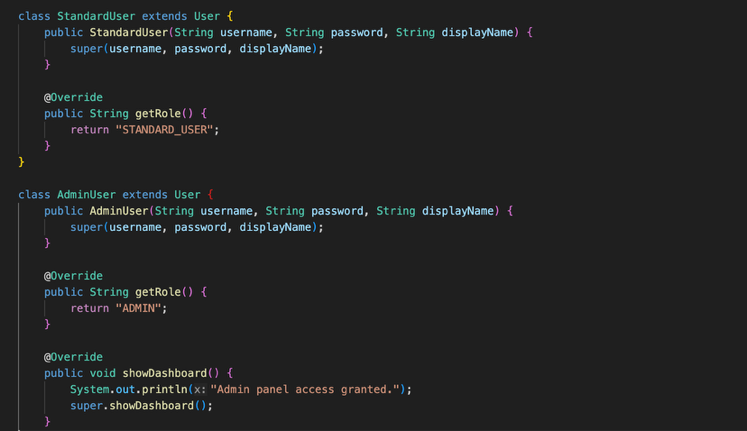 class StandardUser extends User {
public StandardUser(String username, String password, String displayName) {
super(username, password, displayName);
}
@Override
public String getRole() {
return "STANDARD_USER";
}
}
class AdminUser extends User {
public AdminUser(String username, String password, String displayName) {
super(username, password, displayName);
}
@Override
public String getRole() {
return "ADMIN";
}
@Override
public void showDashboard() {
System.out.println(x: "Admin panel access granted.");
super.showDashboard();
}